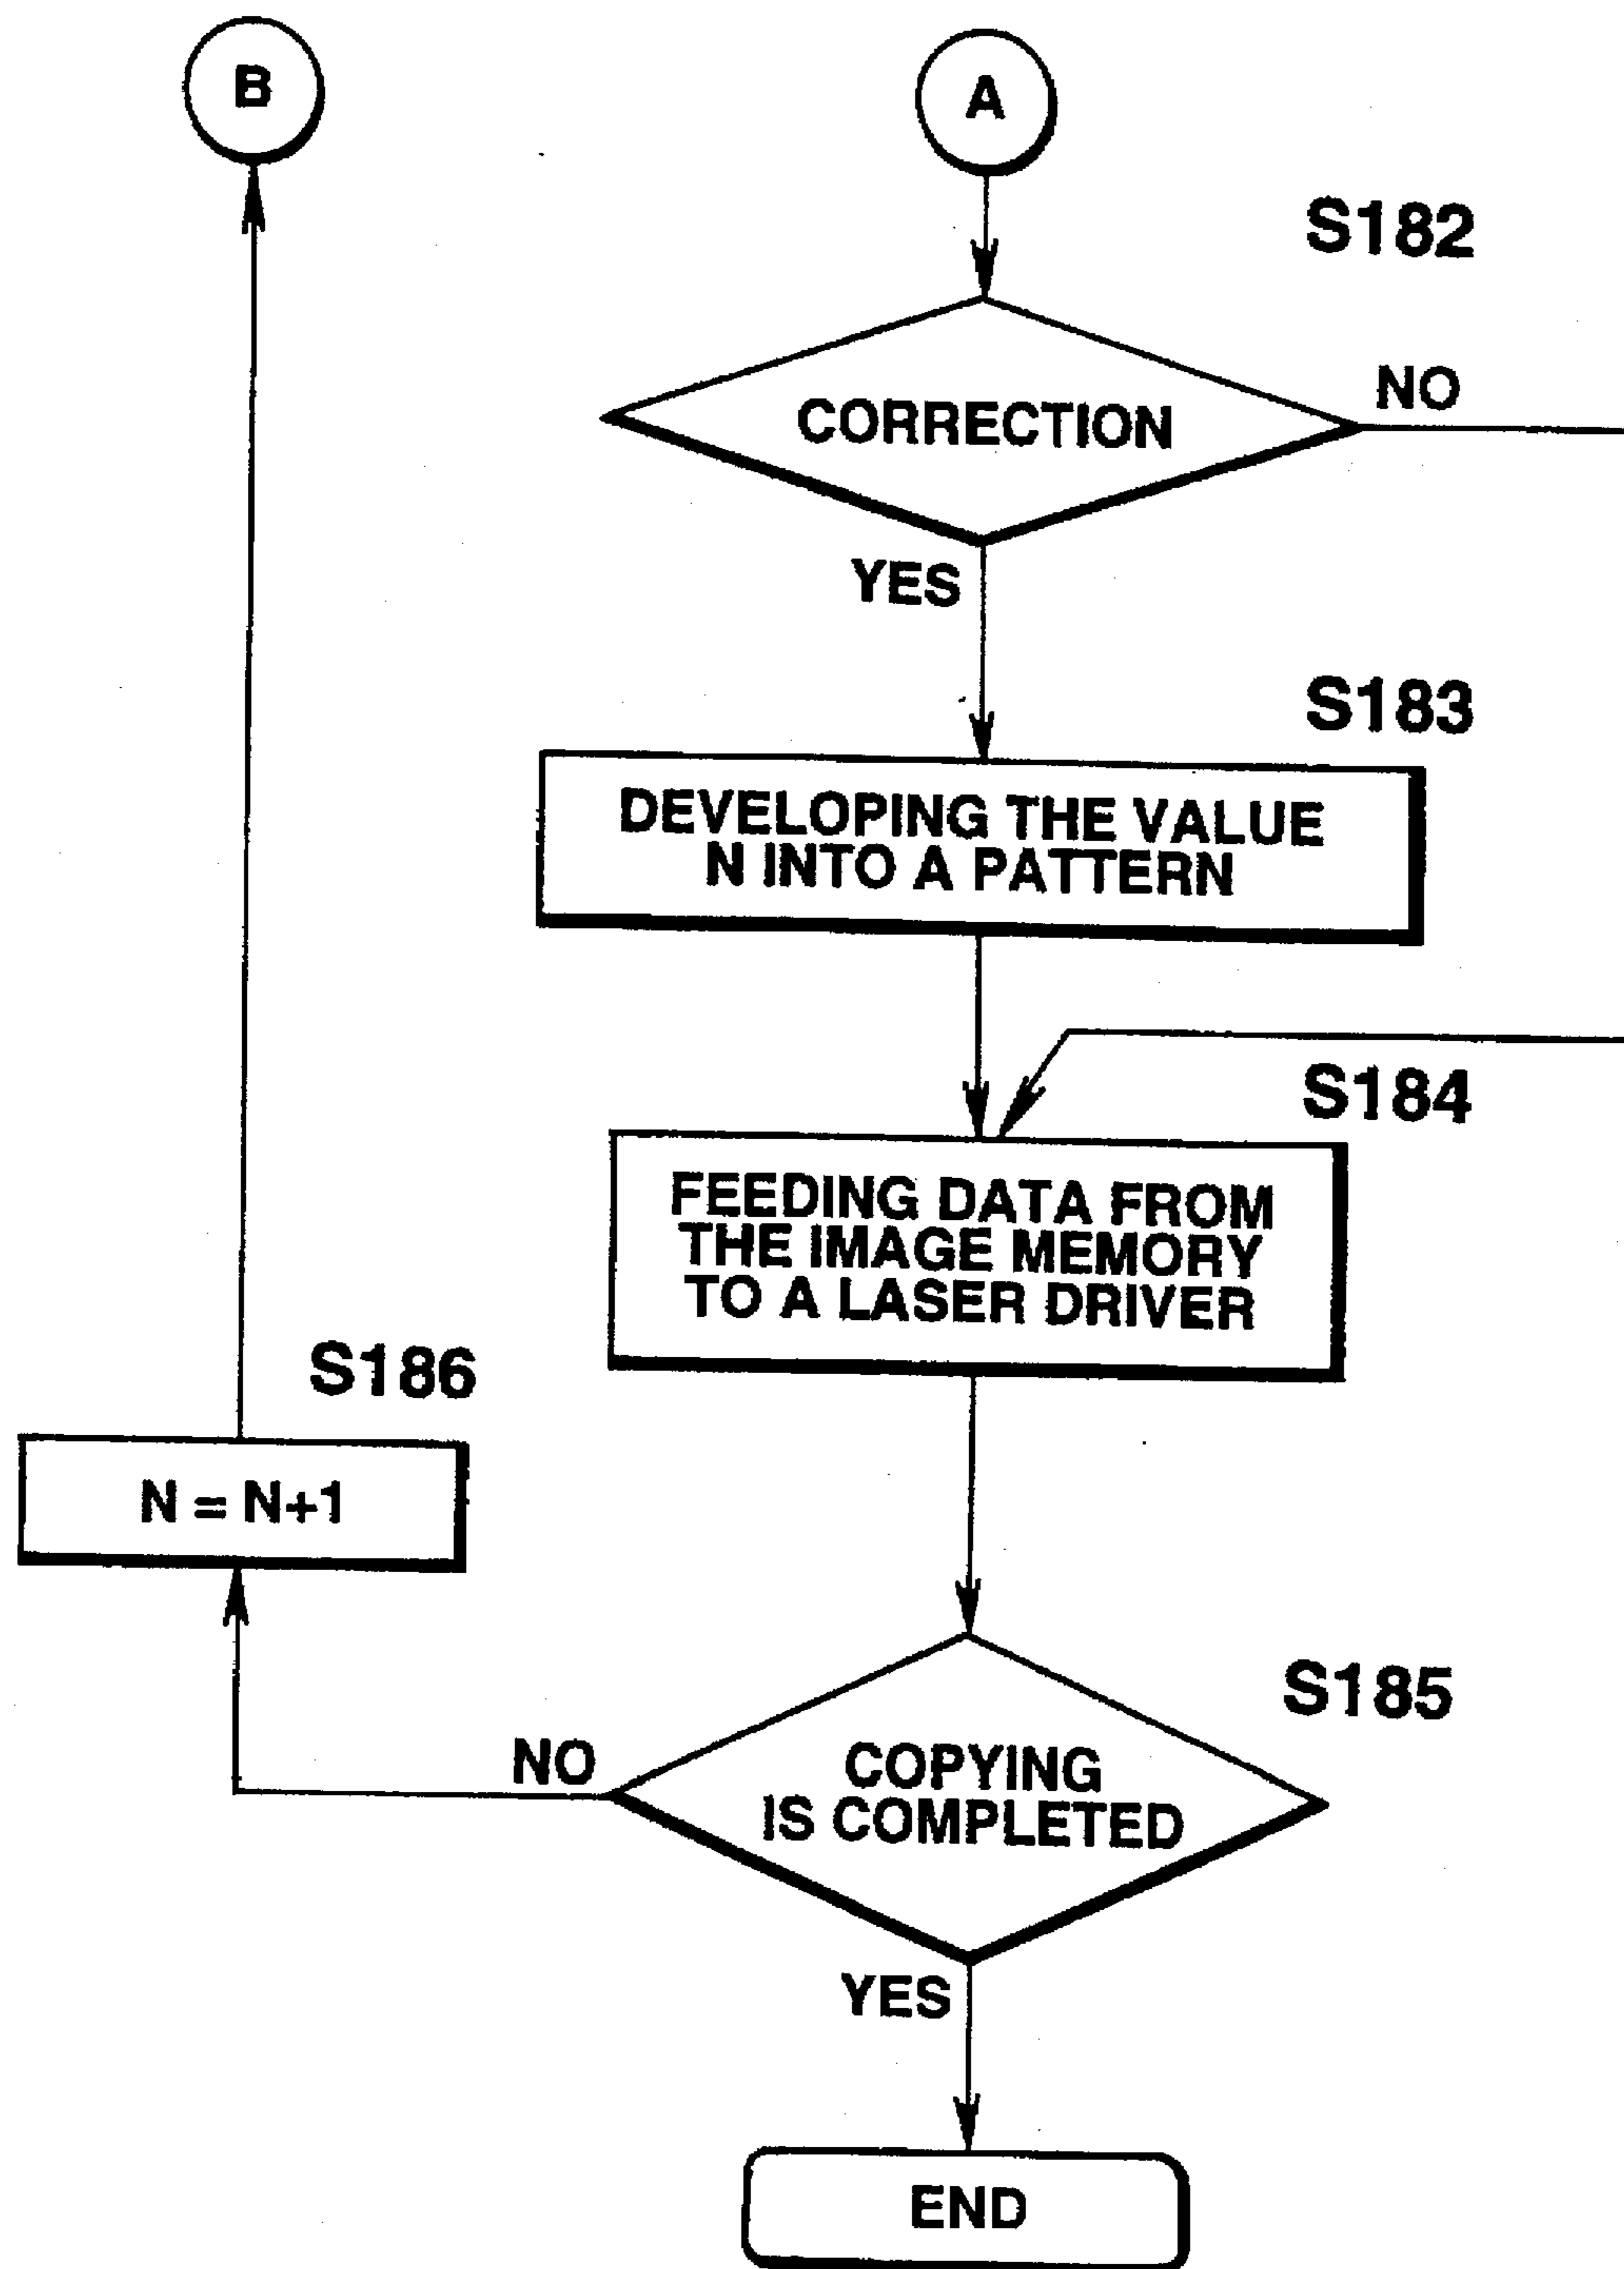 B
A
S182
CORRECTION
NO
YES
S183
DEVELOPING THE VALUE
N INTO A PATTERN
S184
FEEDING DATA FROM
THE IMAGE MEMORY
TO A LASER DRIVER
S186
N = N+1
S185
NO
COPYING
IS COMPLETED
YES
END